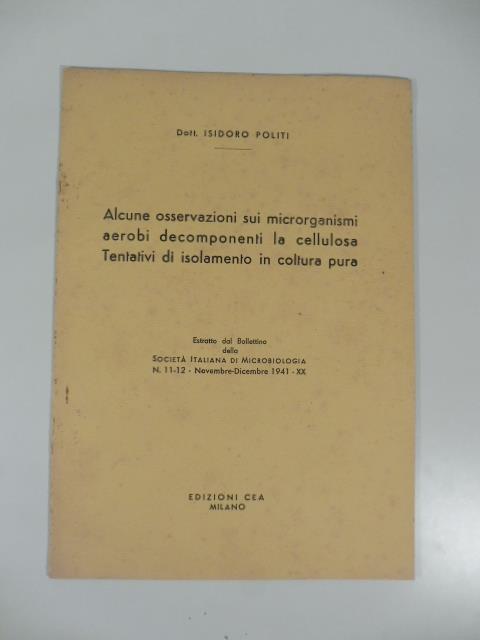 Dott. ISIDORO POLITI
Alcune osservazioni sui microrganismi
aerobi decomponenti la cellulosa
Tentativi di isolamento in coltura pura
Estratto dal Bollettino
della
SOCIETÀ ITALIANA DI MICROBIOLOGIA
N. 11-12 - Novembre-Dicembre 1941 - XX
EDIZIONI CEA
MILANO